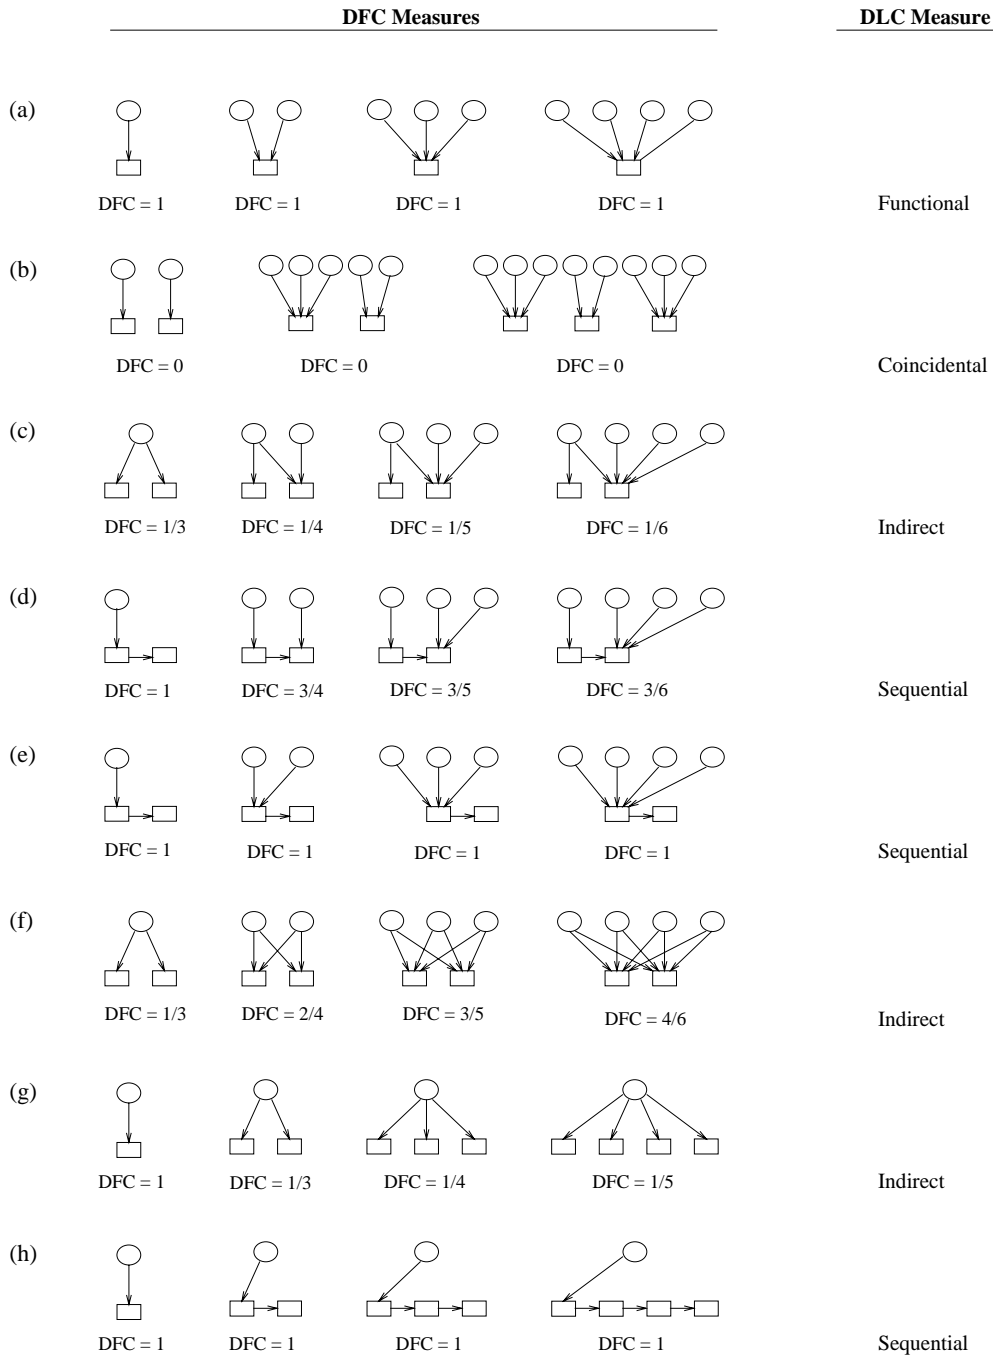 DFC Measures DLC Measure
(a)
DFC = 1 DFC = 1 DFC = 1 DFC = 1 Functional
(b)
DFC = 0 DFC = 0 DFC = 0 Coincidental
(c)
DFC = 1/3 DFC = 1/4 DFC = 1/5 DFC = 1/6 Indirect
(d)
DFC = 1 DFC = 3/4 DFC = 3/5 DFC = 3/6 Sequential
(e)
DFC = 1 DFC = 1 DFC = 1 DFC = 1 Sequential
(f)
DFC = 1/3 DFC = 2/4 DFC = 3/5 DFC = 4/6 Indirect
(g)
DFC = 1 DFC = 1/3 DFC = 1/4 DFC = 1/5 Indirect
(h)
DFC = 1 DFC = 1 DFC = 1 DFC = 1 Sequential